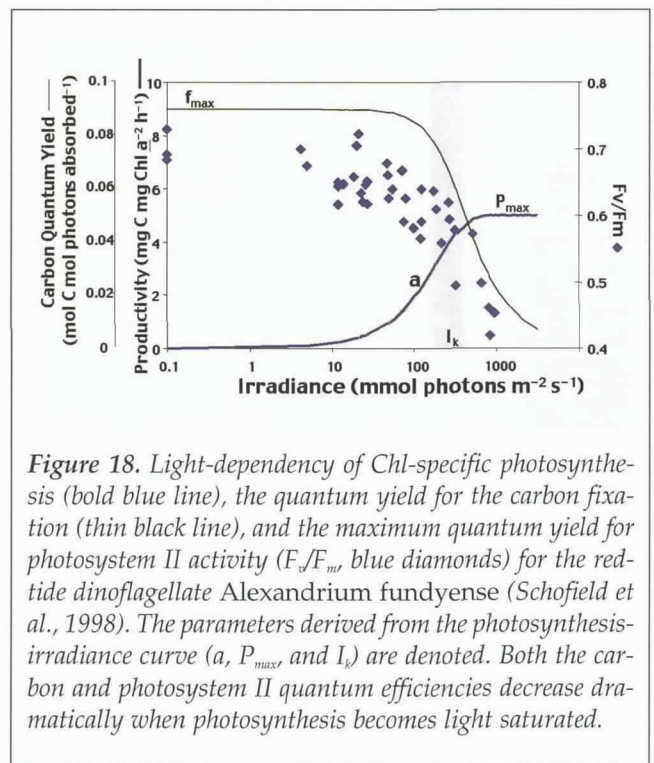 Carbon Quantum Yield
(mol C mol photons absorbed⁻¹)
0.1
0.08
0.06
0.04
0.02
0
Productivity (mg C mg Chl a⁻² h⁻¹)
10
8
6
4
2
0
f_max
a
P_max
I_k
0.8
0.7
0.6
0.5
0.4
Fv/Fm
0.1
1
10
100
1000
Irradiance (mmol photons m⁻² s⁻¹)
Figure 18. Light-dependency of Chl-specific photosynthe-
sis (bold blue line), the quantum yield for the carbon fixa-
tion (thin black line), and the maximum quantum yield for
photosystem II activity (Fv/Fm, blue diamonds) for the red-
tide dinoflagellate Alexandrium fundyense (Schofield et
al., 1998). The parameters derived from the photosynthesis-
irradiance curve (a, Pmax, and Ik) are denoted. Both the car-
bon and photosystem II quantum efficiencies decrease dra-
matically when photosynthesis becomes light saturated.